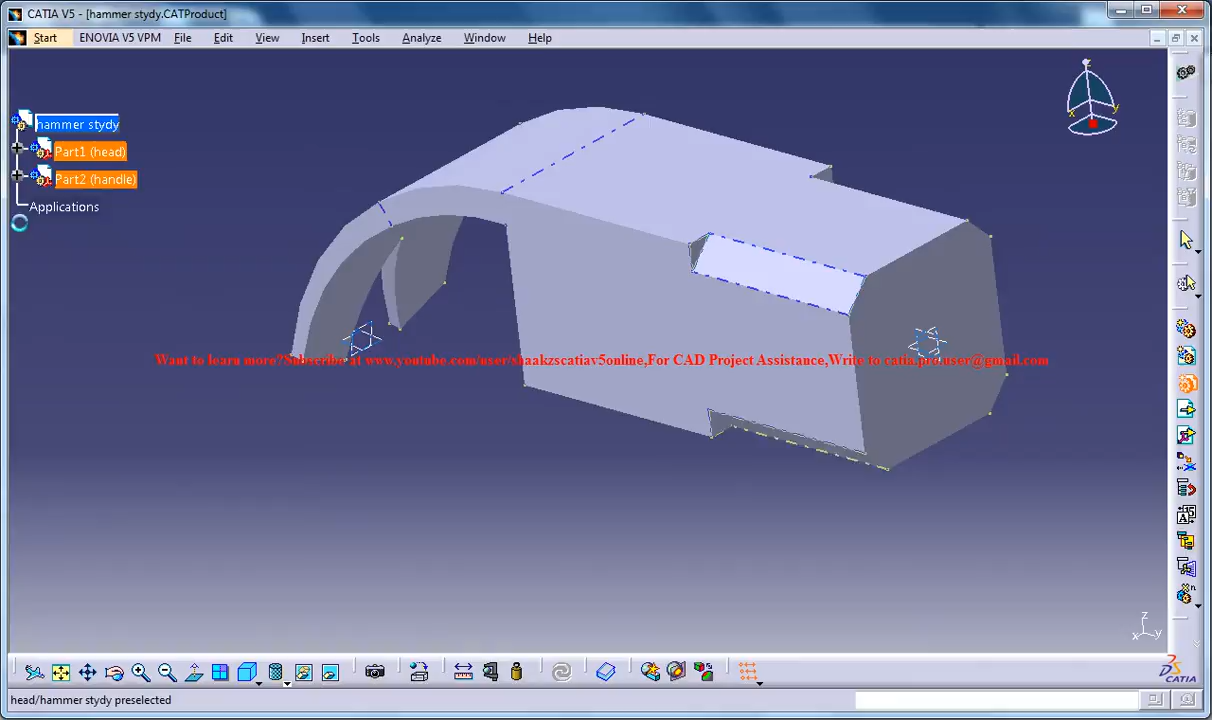 CATIA V5 - [hammer stydy.CATProduct]
Start ENOVIA V5 VPM File Edit View Insert Tools Analyze Window Help
hammer stydy
Part1 (head)
Part2 (handle)
Applications
z
x y
Want to learn more?Subscribe at www.youtube.com/user/shaakzscatiav5online,For CAD Project Assistance,Write to catia.pro.user@gmail.com
z
x y
CATIA
head/hammer stydy preselected